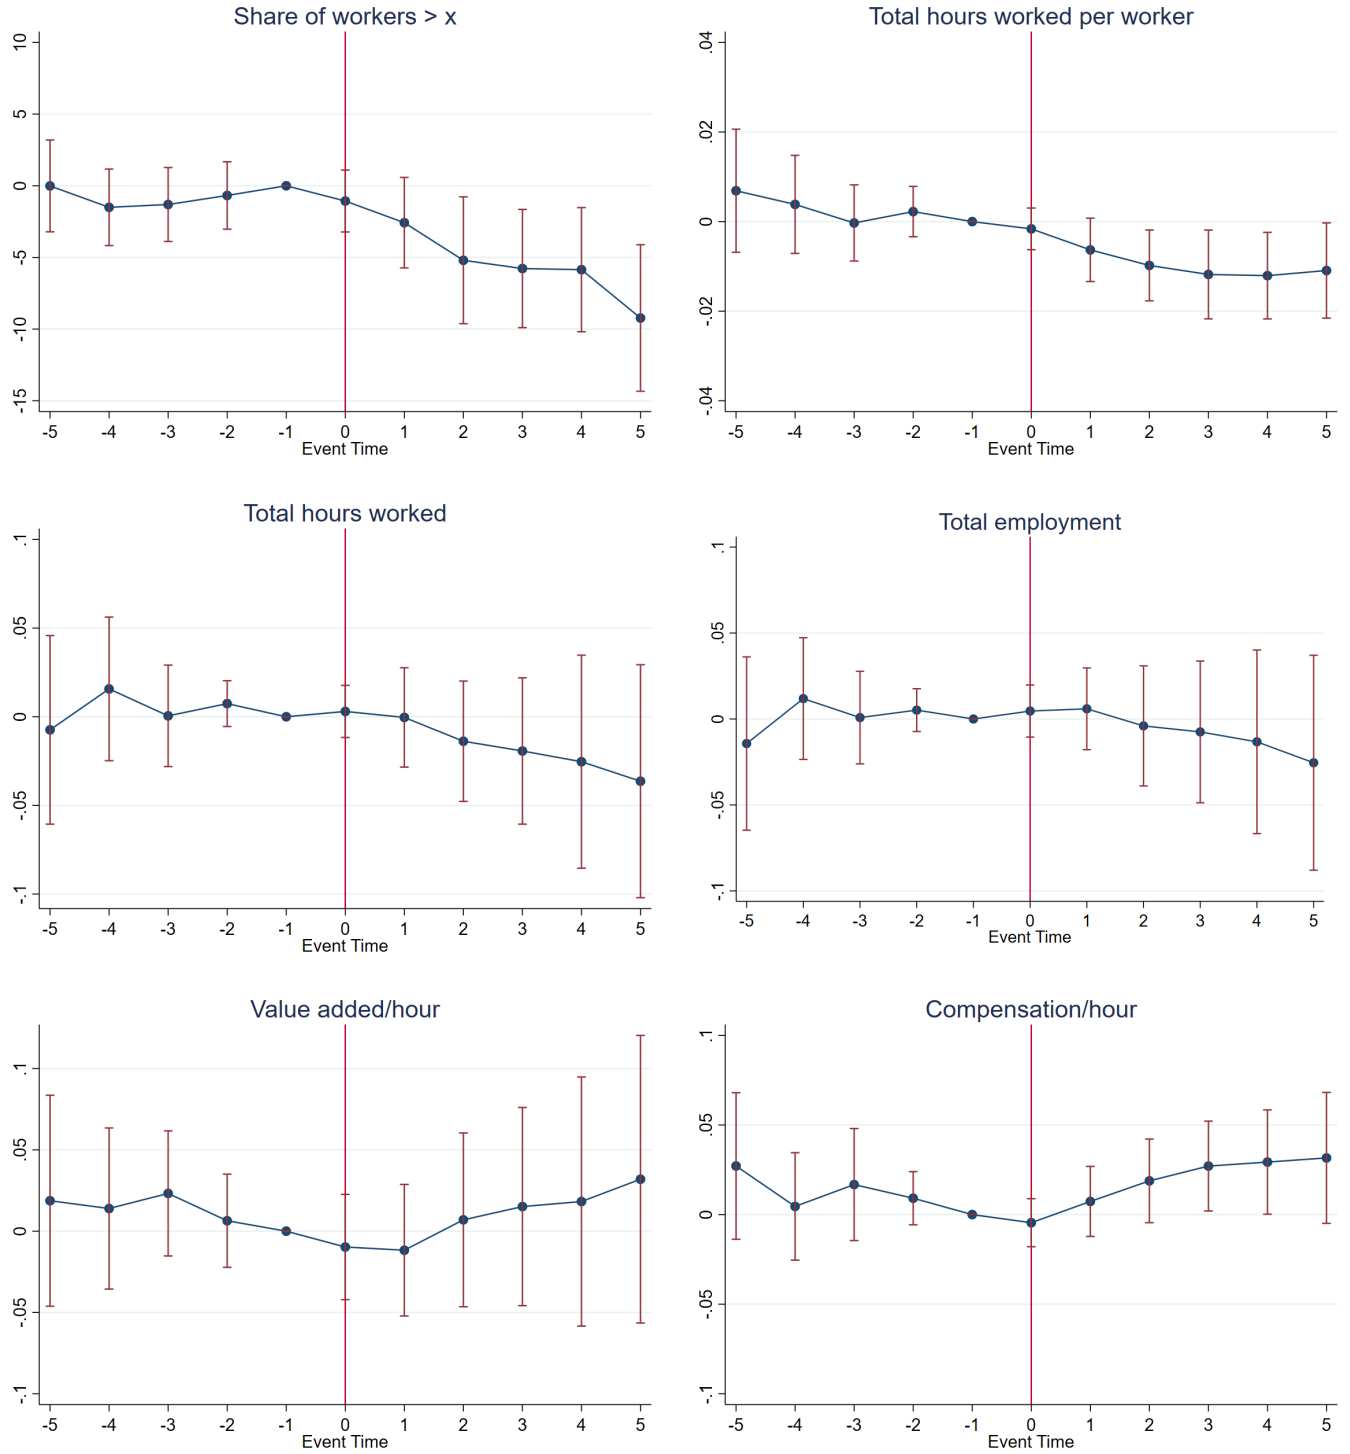 Share of workers > x
10
5
0
-5
-10
-15
-5 -4 -3 -2 -1 0 1 2 3 4 5
Event Time
Total hours worked per worker
.04
.02
0
-.02
-.04
-5 -4 -3 -2 -1 0 1 2 3 4 5
Event Time
Total hours worked
.1
.05
0
-.05
-.1
-5 -4 -3 -2 -1 0 1 2 3 4 5
Event Time
Total employment
.1
.05
0
-.05
-.1
-5 -4 -3 -2 -1 0 1 2 3 4 5
Event Time
Value added/hour
.1
.05
0
-.05
-.1
-5 -4 -3 -2 -1 0 1 2 3 4 5
Event Time
Compensation/hour
.1
.05
0
-.05
-.1
-5 -4 -3 -2 -1 0 1 2 3 4 5
Event Time